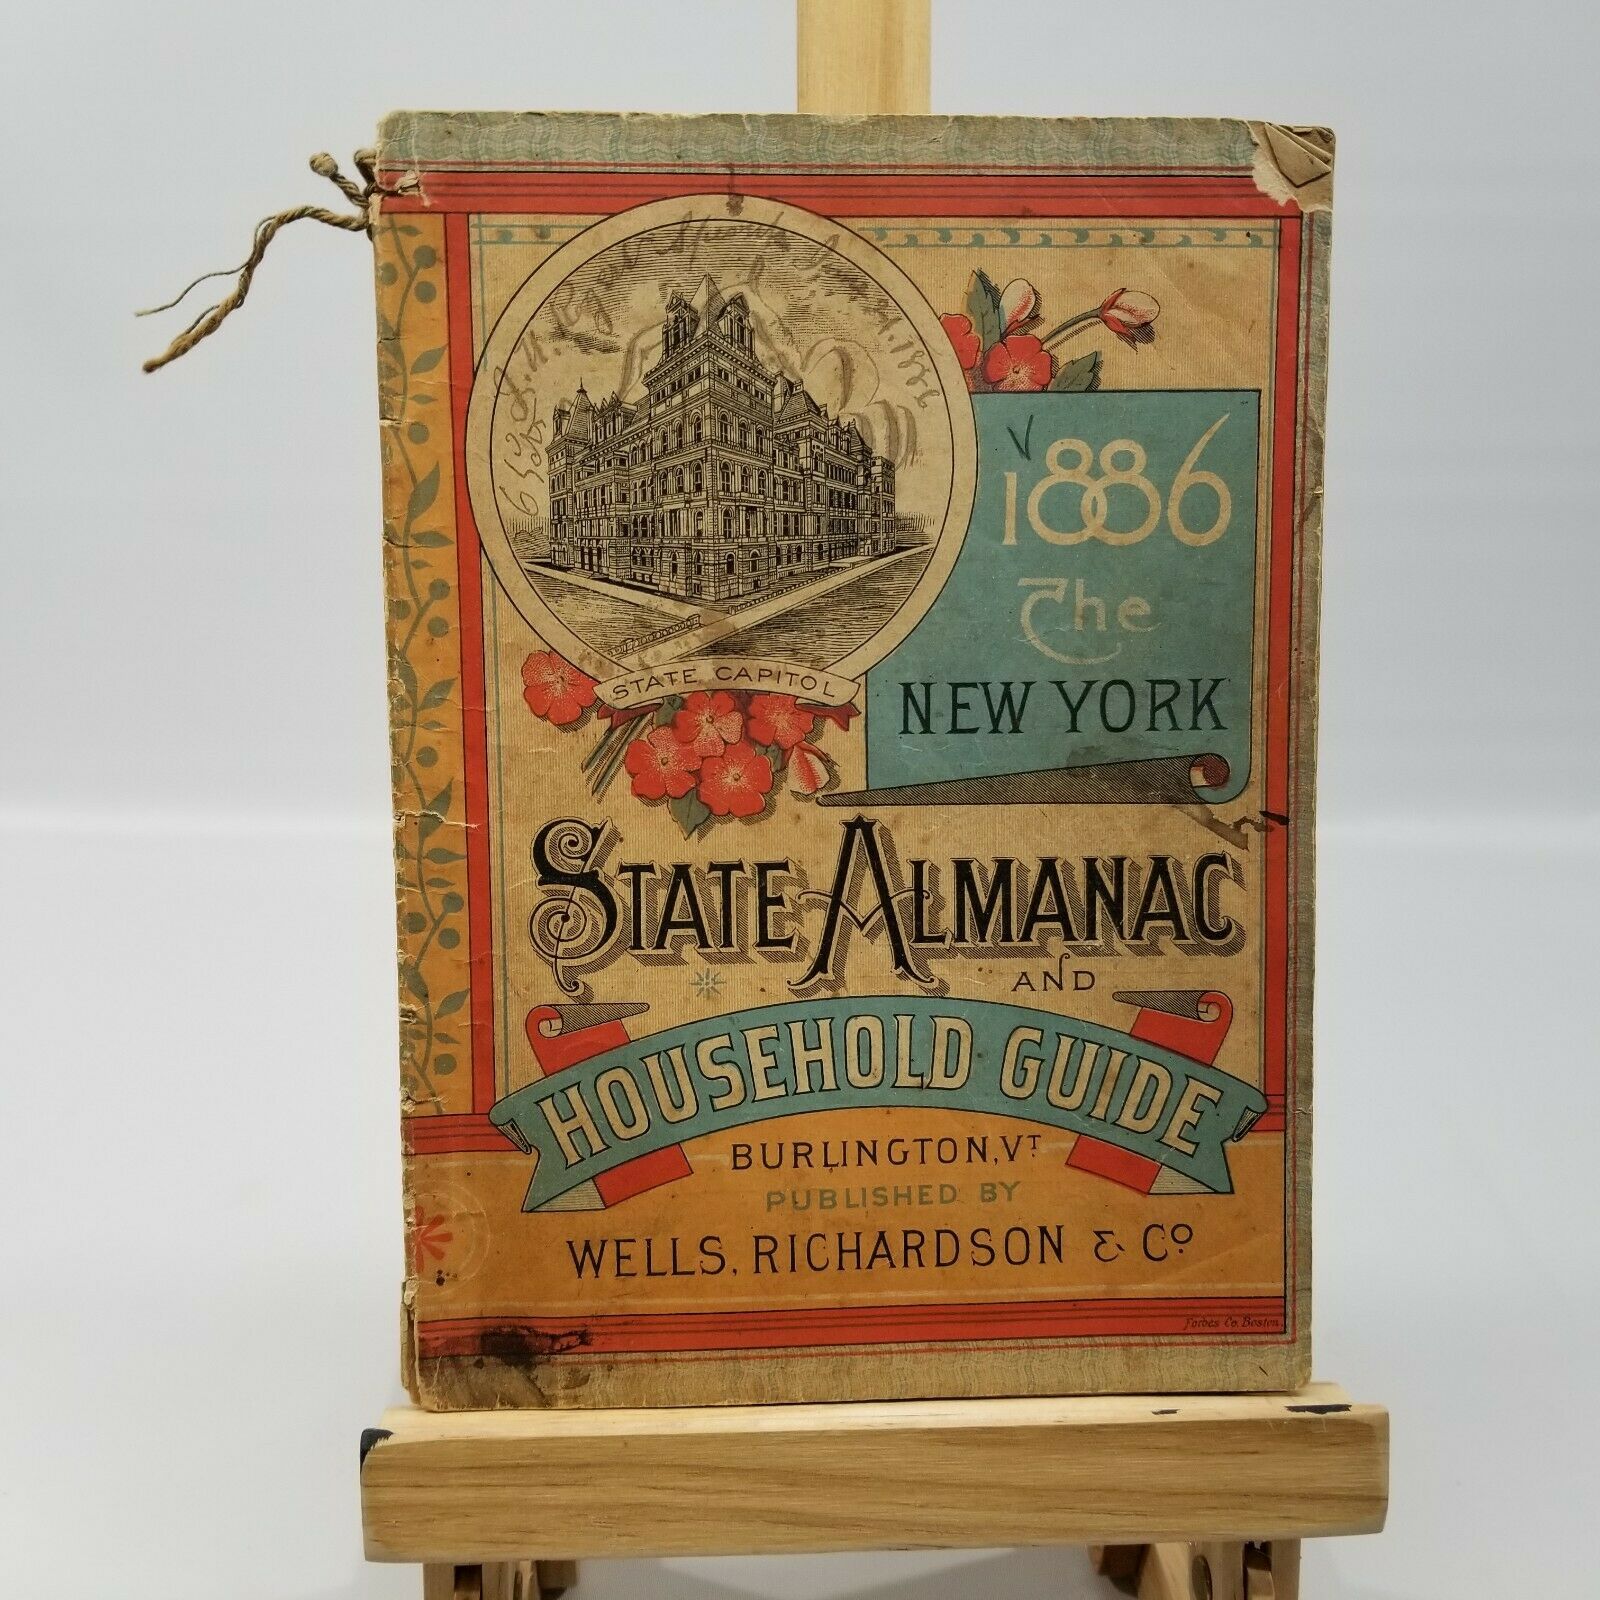 1886
STATE CAPITOL
1886
The
NEW YORK
STATE ALMANAC
AND
HOUSEHOLD GUIDE
BURLINGTON, VT
PUBLISHED BY
WELLS, RICHARDSON & Co
Forbes Co. Boston.